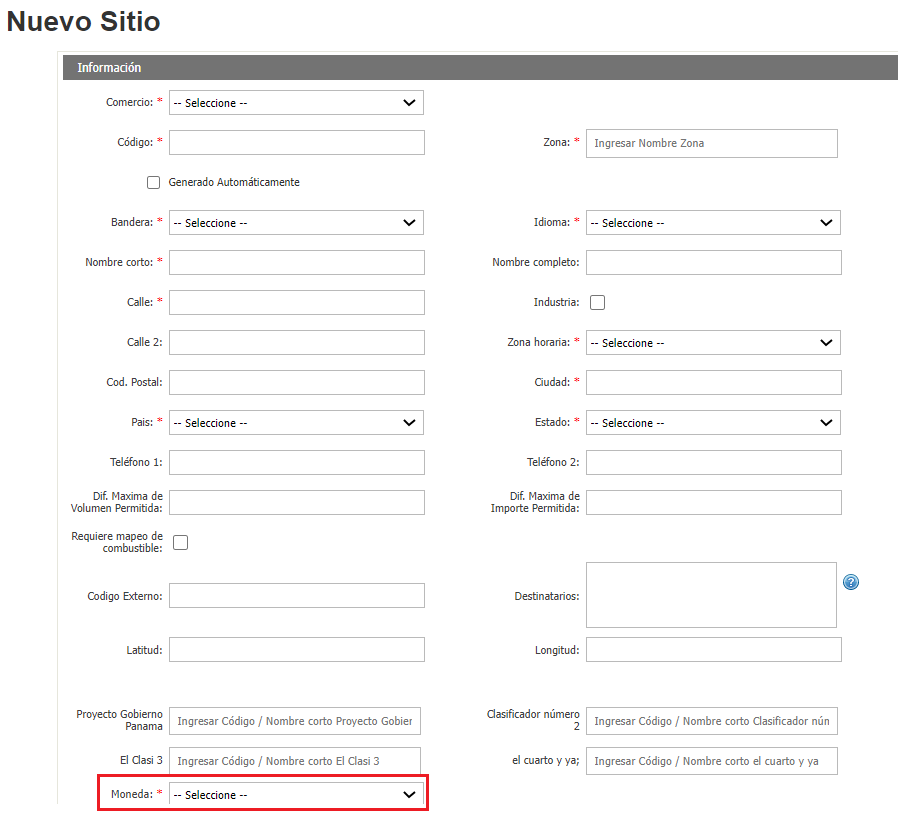 Nuevo Sitio
Información
Comercio: * -- Seleccione --
Código: * Zona: * Ingresar Nombre Zona
Generado Automáticamente
Bandera: * -- Seleccione -- Idioma: * -- Seleccione --
Nombre corto: * Nombre completo:
Calle: * Industria:
Calle 2: Zona horaria: * -- Seleccione --
Cod. Postal: Ciudad: *
Pais: * -- Seleccione -- Estado: * -- Seleccione --
Teléfono 1: Teléfono 2:
Dif. Maxima de
Volumen Permitida:
Dif. Maxima de
Importe Permitida:
Requiere mapeo de
combustible:
Codigo Externo: Destinatarios: ?
Latitud: Longitud:
Proyecto Gobierno
Panama
Ingresar Código / Nombre corto Proyecto Gobier
Clasificador número
2
Ingresar Código / Nombre corto Clasificador nún
El Clasi 3 Ingresar Código / Nombre corto El Clasi 3 el cuarto y ya; Ingresar Código / Nombre corto el cuarto y ya
Moneda: * -- Seleccione --